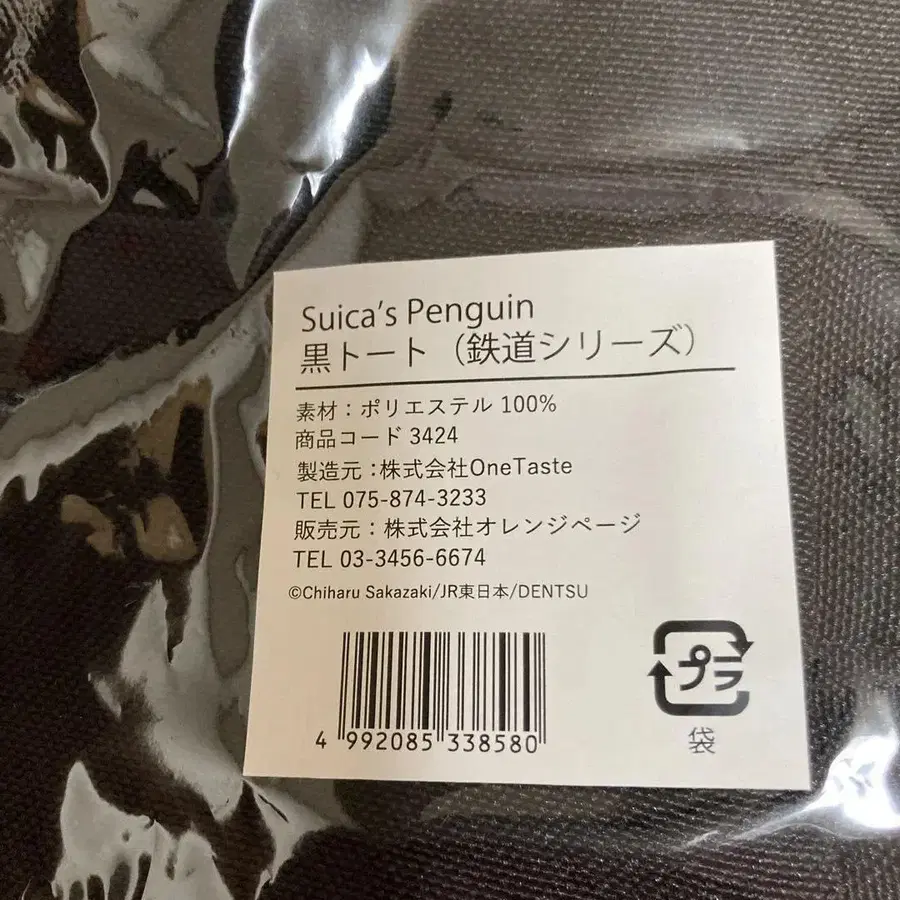 Suica's Penguin
黒トート（鉄道シリーズ）
素材：ポリエステル 100%
商品コード 3424
製造元：株式会社OneTaste
TEL 075-874-3233
販売元：株式会社オレンジページ
TEL 03-3456-6674
©Chiharu Sakazaki/JR東日本/DENTSU
4 992085 338580
プラ
袋